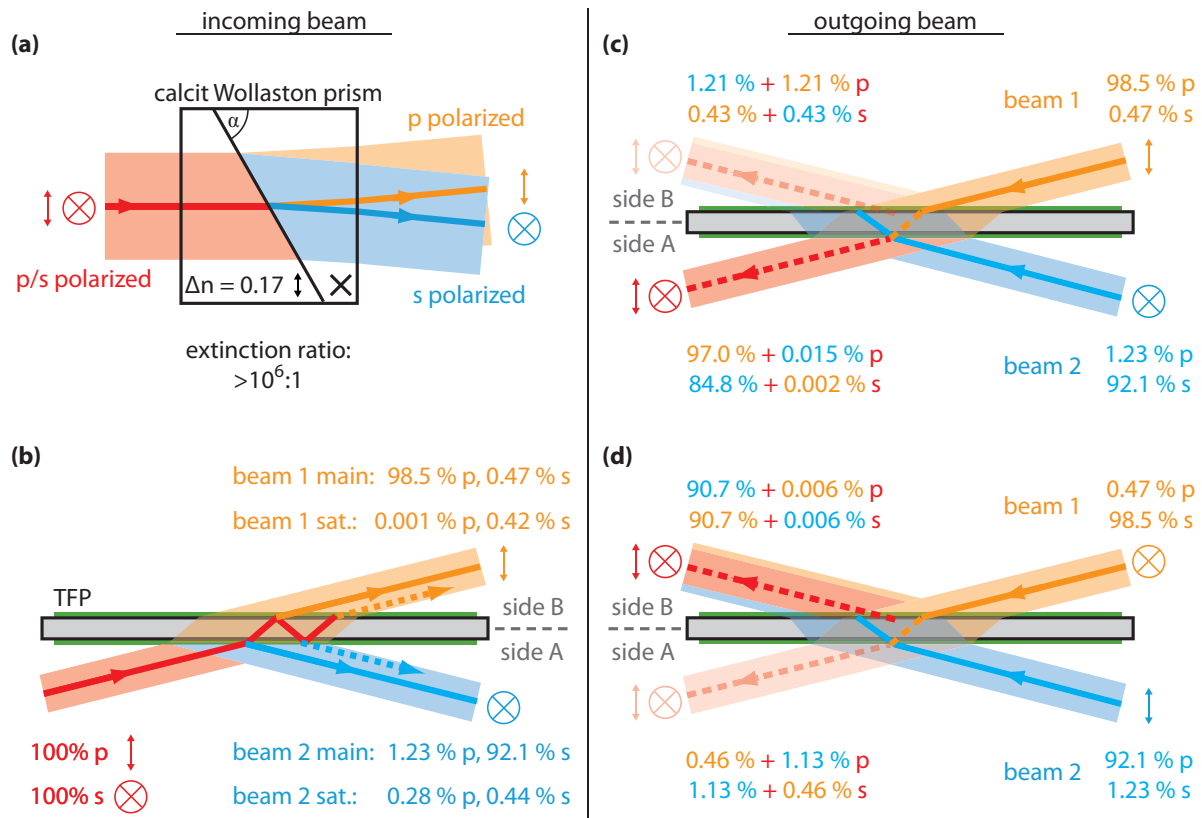 incoming beam
(a)
calcit Wollaston prism
α
p polarized
p/s polarized
Δn = 0.17
s polarized
extinction ratio:
>10⁶:1
(b)
beam 1 main: 98.5 % p, 0.47 % s
beam 1 sat.: 0.001 % p, 0.42 % s
TFP
side B
side A
100% p
100% s
beam 2 main: 1.23 % p, 92.1 % s
beam 2 sat.: 0.28 % p, 0.44 % s
outgoing beam
(c)
1.21 % + 1.21 % p
0.43 % + 0.43 % s
beam 1
98.5 % p
0.47 % s
side B
side A
97.0 % + 0.015 % p
84.8 % + 0.002 % s
beam 2
1.23 % p
92.1 % s
(d)
90.7 % + 0.006 % p
90.7 % + 0.006 % s
beam 1
0.47 % p
98.5 % s
side B
side A
0.46 % + 1.13 % p
1.13 % + 0.46 % s
beam 2
92.1 % p
1.23 % s